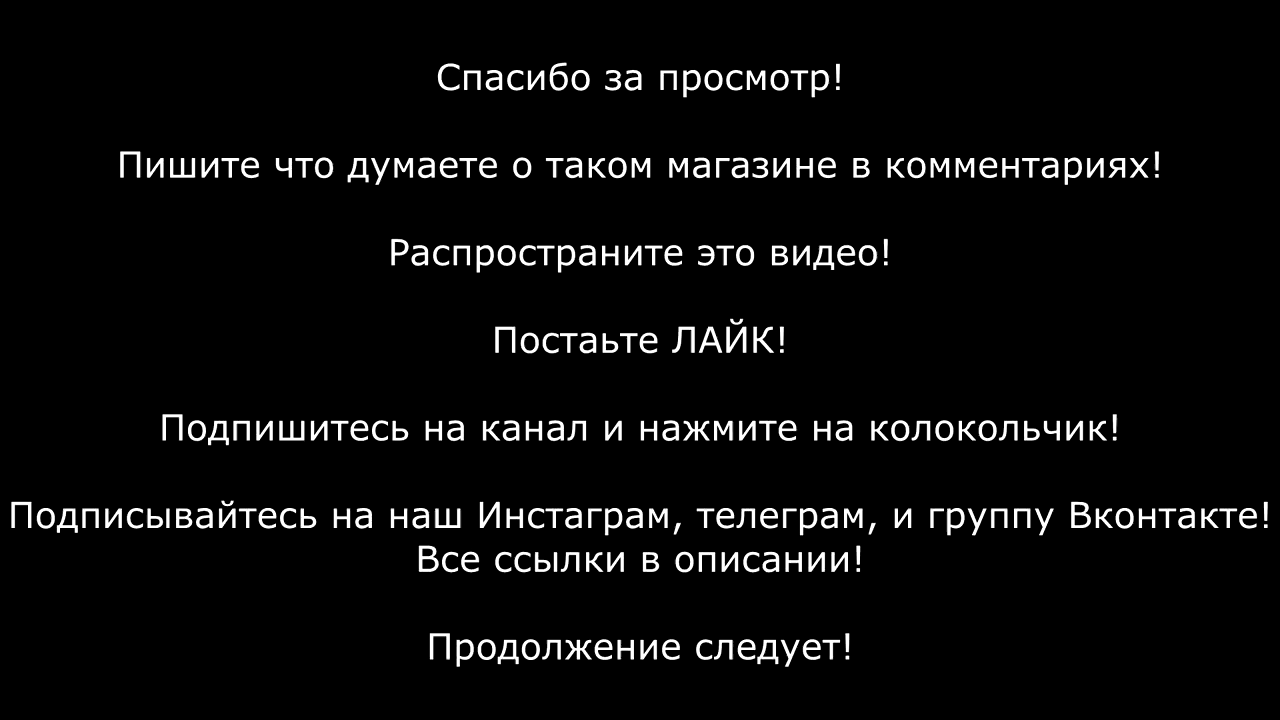 Спасибо за просмотр!
Пишите что думаете о таком магазине в комментариях!
Распространите это видео!
Постаьте ЛАЙК!
Подпишитесь на канал и нажмите на колокольчик!
Подписывайтесь на наш Инстаграм, телеграм, и группу Вконтакте!
Все ссылки в описании!
Продолжение следует!